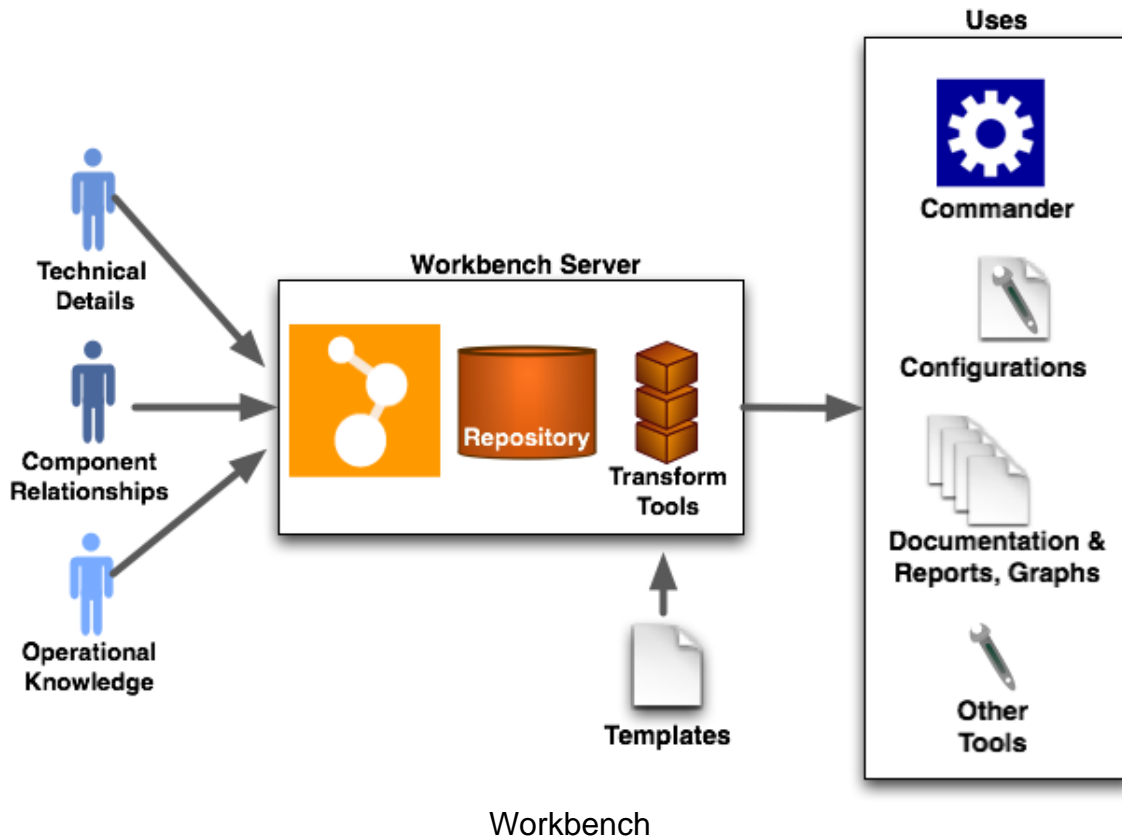 Uses
Commander
Technical
Details
Workbench Server
Configurations
Repository
Component
Relationships
Transform
Tools
Documentation &
Reports, Graphs
Operational
Knowledge
Templates
Other
Tools
Workbench